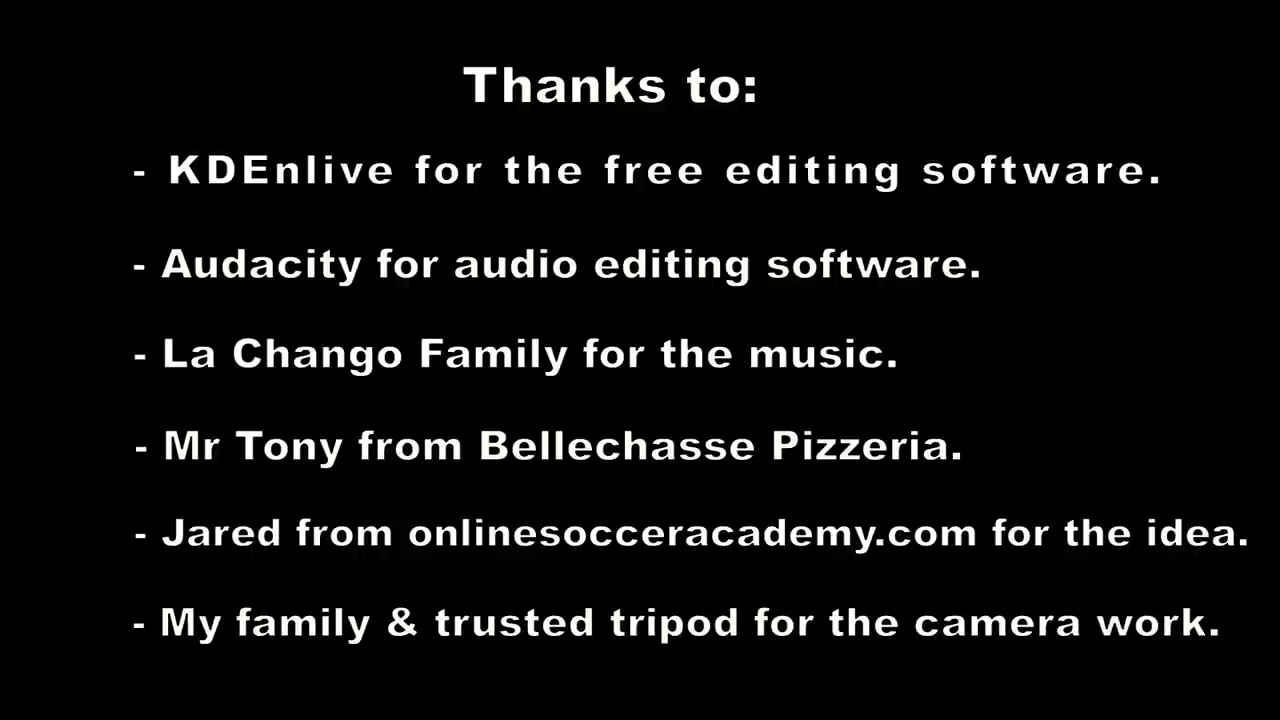 Thanks to:
- KDEnlive for the free editing software.
- Audacity for audio editing software.
- La Chango Family for the music.
- Mr Tony from Bellechasse Pizzeria.
- Jared from onlinesocceracademy.com for the idea.
- My family & trusted tripod for the camera work.